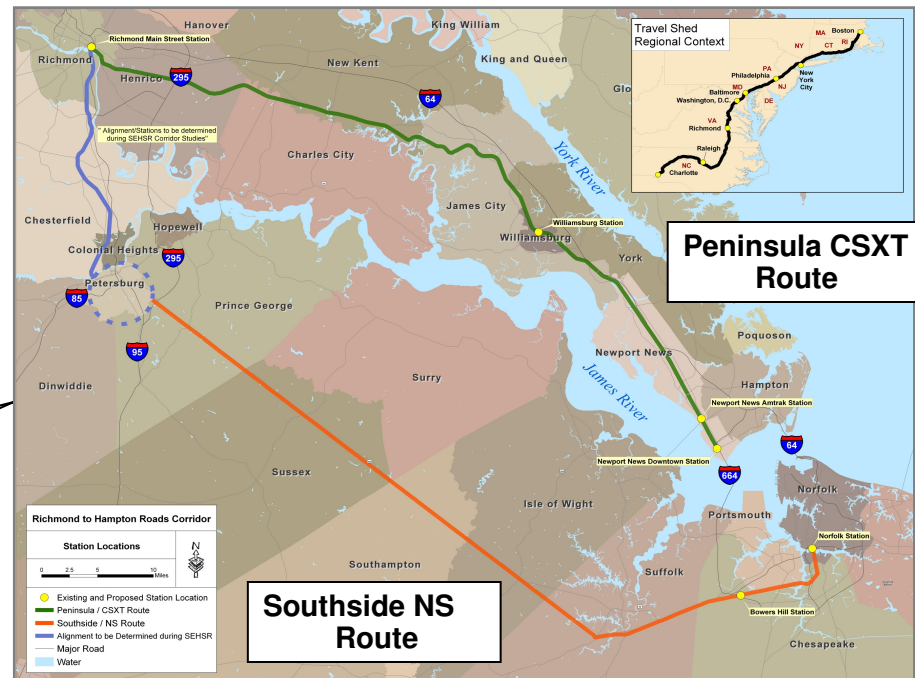 Hanover
King William
Richmond Main Street Station
Richmond
Henrico
295
New Kent
King and Queen
Glo
64
" Alignment/Stations to be determined
during SEHSR Corridor Studies"
Charles City
York River
James City
Williamsburg Station
Williamsburg
York
Chesterfield
Hopewell
Colonial Heights
295
Petersburg
85
Prince George
95
Dinwiddie
Surry
Newport News
Poquoson
James River
Hampton
Newport News Amtrak Station
64
Newport News Downtown Station
664
Sussex
Isle of Wight
Norfolk
Portsmouth
Norfolk Station
Southampton
Suffolk
Bowers Hill Station
Chesapeake
Travel Shed
Regional Context
MA
Boston
NY
CT
RI
PA
Philadelphia
New
York
City
NJ
MD
Baltimore
Washington, D.C.
DE
VA
Richmond
Raleigh
NC
Charlotte
Peninsula CSXT
Route
Southside NS
Route
Richmond to Hampton Roads Corridor
Station Locations
N
0 2.5 5 10
Miles
Existing and Proposed Station Location
Peninsula / CSXT Route
Southside / NS Route
Alignment to be Determined during SEHSR
Major Road
Water